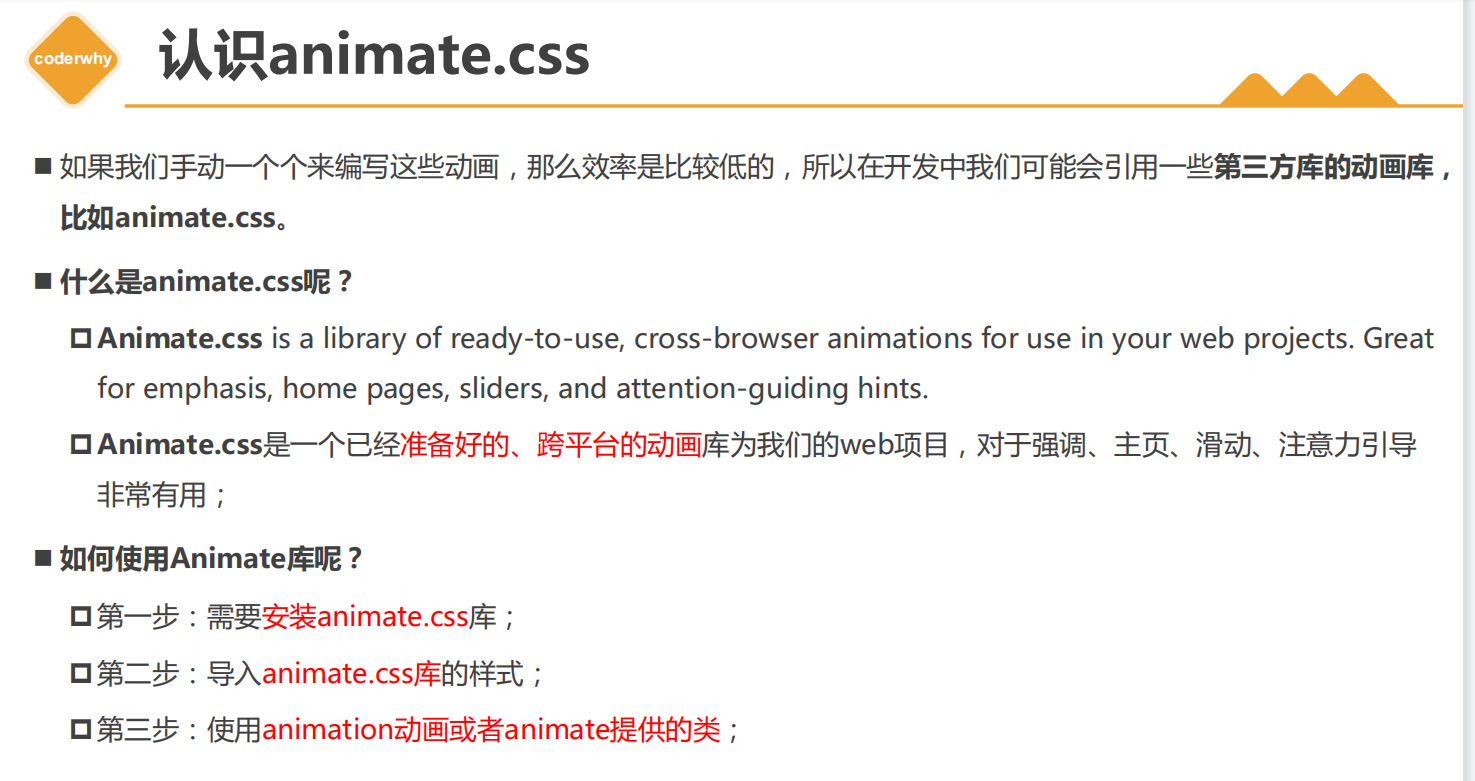 coderwhy
认识animate.css
如果我们手动一个个来编写这些动画，那么效率是比较低的，所以在开发中我们可能会引用一些第三方库的动画库，
比如animate.css。
什么是animate.css呢？
Animate.css is a library of ready-to-use, cross-browser animations for use in your web projects. Great
for emphasis, home pages, sliders, and attention-guiding hints.
Animate.css是一个已经准备好的、跨平台的动画库为我们的web项目，对于强调、主页、滑动、注意力引导
非常有用；
如何使用Animate库呢？
第一步：需要安装animate.css库；
第二步：导入animate.css库的样式；
第三步：使用animation动画或者animate提供的类；